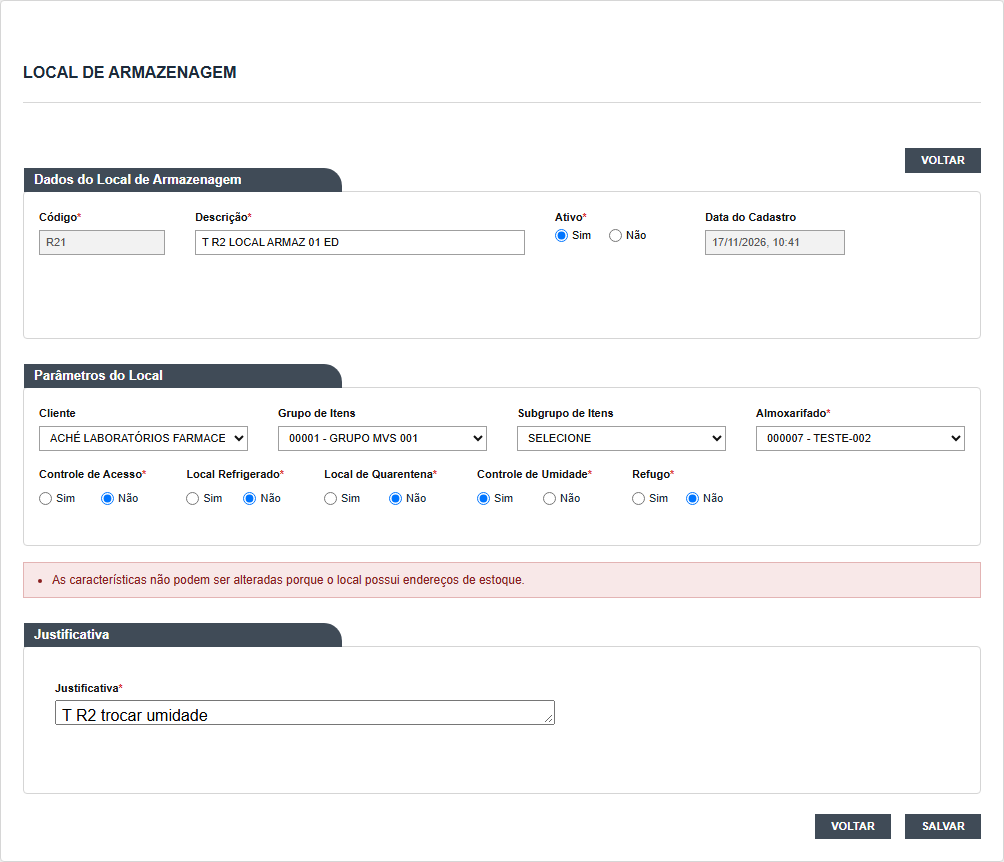 LOCAL DE ARMAZENAGEM
VOLTAR
Dados do Local de Armazenagem
Código* Descrição* Ativo* Data do Cadastro
R21 T R2 LOCAL ARMAZ 01 ED Sim Não 17/11/2026, 10:41
Parâmetros do Local
Cliente Grupo de Itens Subgrupo de Itens Almoxarifado*
ACHÉ LABORATÓRIOS FARMACE 00001 - GRUPO MVS 001 SELECIONE 000007 - TESTE-002
Controle de Acesso* Local Refrigerado* Local de Quarentena* Controle de Umidade* Refugo*
Sim Não Sim Não Sim Não Sim Não Sim Não
As características não podem ser alteradas porque o local possui endereços de estoque.
Justificativa
Justificativa*
T R2 trocar umidade
VOLTAR SALVAR